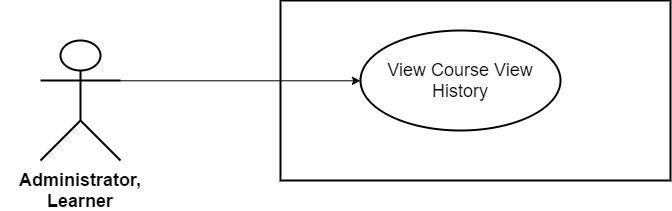 View Course View
History
Administrator,
Learner